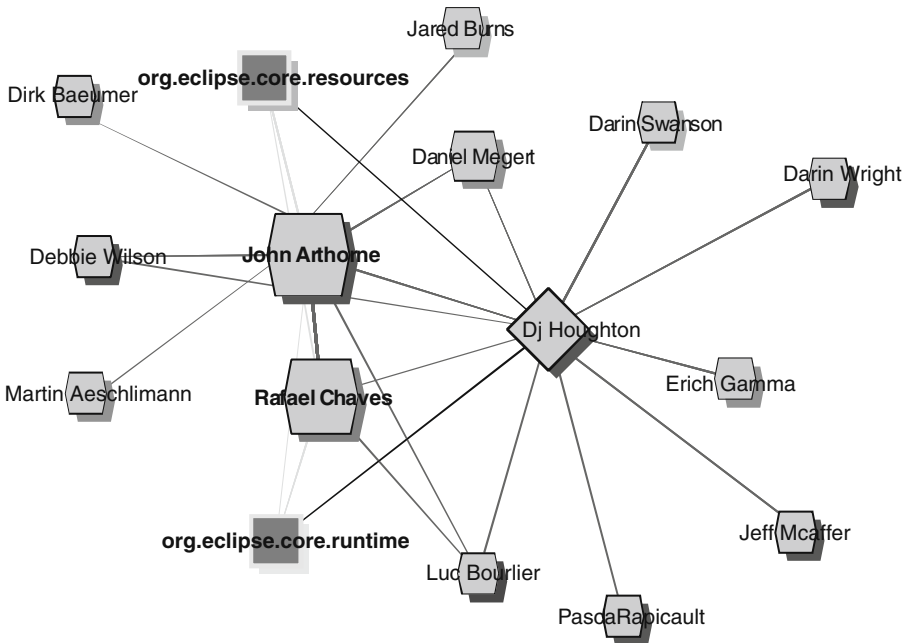 Jared Burns
org.eclipse.core.resources
Dirk Baeumer
Darin Swanson
Daniel Megert
Darin Wright
John Arthorne
Debbie Wilson
Dj Houghton
Erich Gamma
Martin Aeschlimann
Rafael Chaves
Jeff Mcaffer
org.eclipse.core.runtime
Luc Bourlier
PascaRapicault